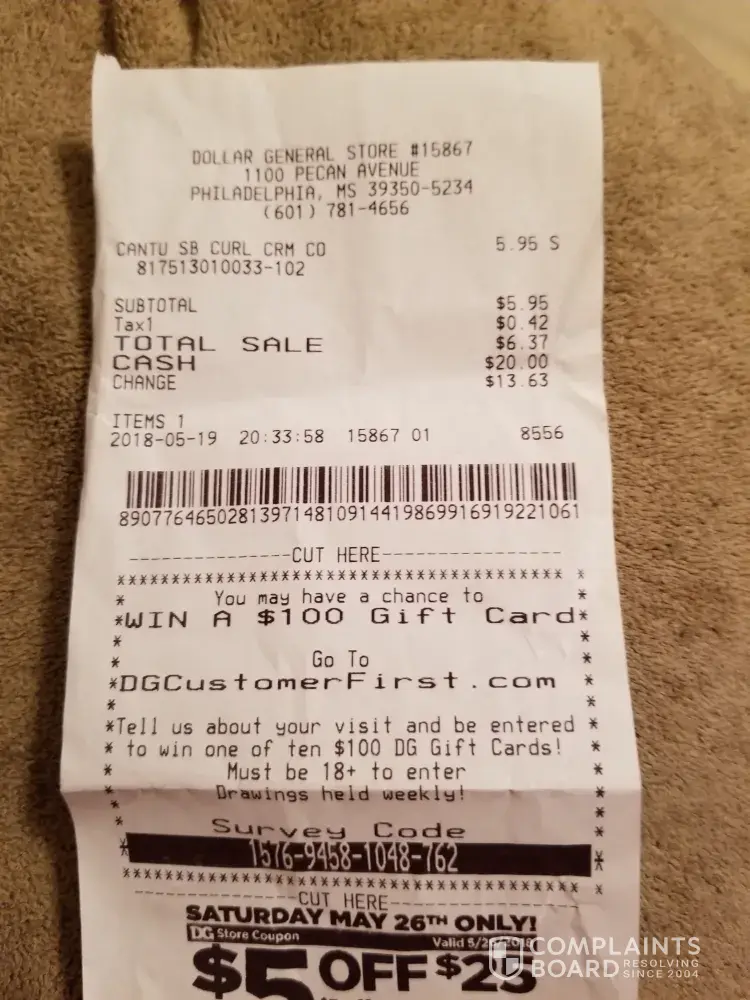 DOLLAR GENERAL STORE #15867
1100 PECAN AVENUE
PHILADELPHIA, MS 39350-5234
(601) 781-4656
CANTU SB CURL CRM CO 5.95 S
817513010033-102
SUBTOTAL $5.95
Tax1 $0.42
TOTAL SALE $6.37
CASH $20.00
CHANGE $13.63
ITEMS 1
2018-05-19 20:33:58 15867 01 8556
890776465028139714810914419869916919221061
---------------CUT HERE-----------------
You may have a chance to
*WIN A $100 Gift Card*
Go To
*DGCustomerFirst.com
*Tell us about your visit and be entered *
* to win one of ten $100 DG Gift Cards! *
Must be 18+ to enter
Drawings held weekly!
Survey Code
1576-9458-1048-762
---------------CUT HERE-----------------
SATURDAY MAY 26TH ONLY!
DG Store Coupon Valid 5/26/2018
$5 OFF $25
COMPLAINTS
BOARD RESOLVING
SINCE 2004